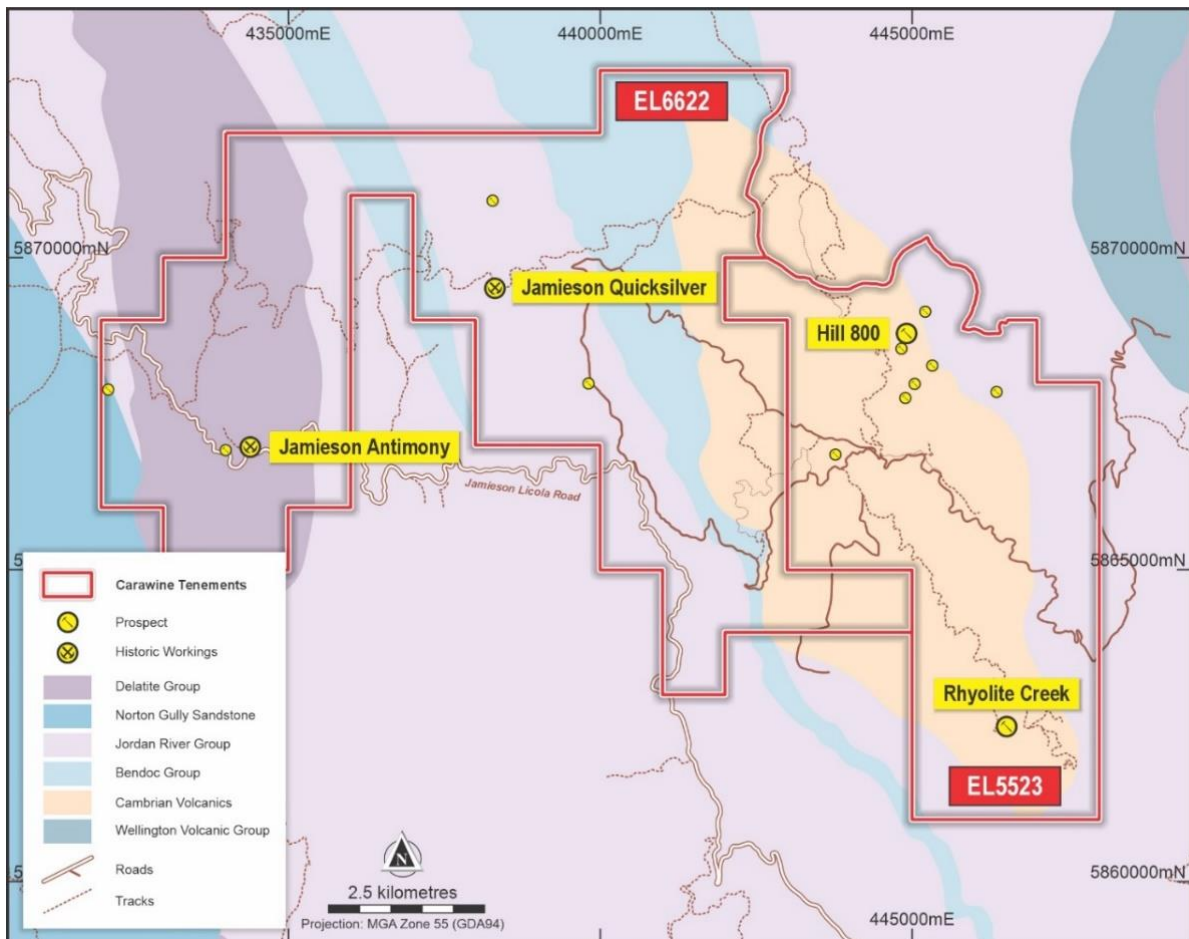 435000mE
440000mE
445000mE
EL6622
5870000mN
5870000mN
Jamieson Quicksilver
Hill 800
Jamieson Antimony
Jamieson Licola Road
5865000mN
Rhyolite Creek
EL5523
Carawine Tenements
Prospect
Historic Workings
Delatite Group
Norton Gully Sandstone
Jordan River Group
Bendoc Group
Cambrian Volcanics
Wellington Volcanic Group
Roads
Tracks
N
2.5 kilometres
Projection: MGA Zone 55 (GDA94)
5860000mN
445000mE